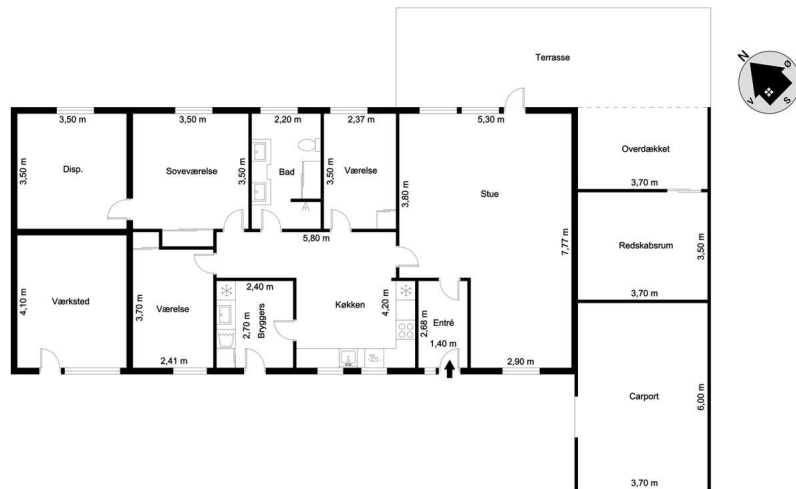 Terrasse
N
Ø
V
S
3,50 m
3,50 m
2,20 m
2,37 m
5,30 m
Disp.
3,50 m
Soveværelse
3,50 m
Bad
3,50 m
Værelse
3,80 m
Stue
7,77 m
Overdækket
3,70 m
Redskabsrum
3,50 m
3,70 m
5,80 m
Værksted
4,10 m
3,70 m
Værelse
2,41 m
2,40 m
2,70 m
Bryggers
Køkken
4,20 m
2,68 m
Entré
1,40 m
2,90 m
Carport
6,00 m
3,70 m